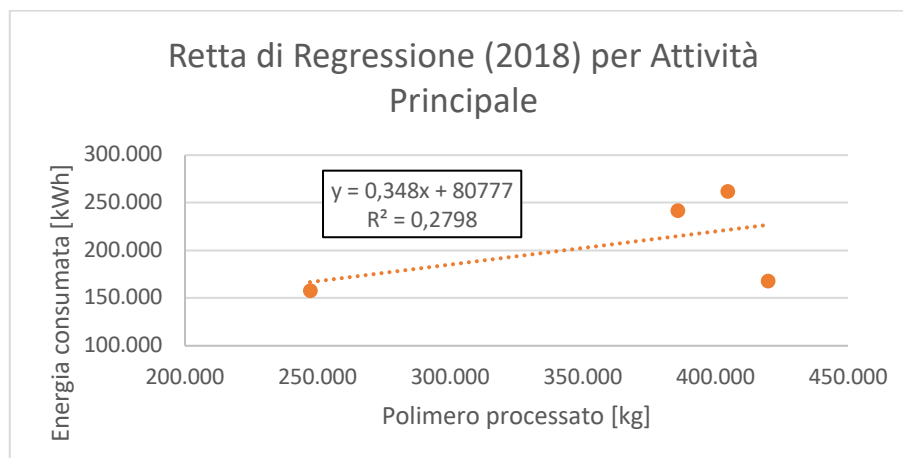 Retta di Regressione (2018) per Attività
Principale
Energia consumata [kWh]
300.000
250.000
200.000
150.000
100.000
y = 0,348x + 80777
R² = 0,2798
200.000 250.000 300.000 350.000 400.000 450.000
Polimero processato [kg]